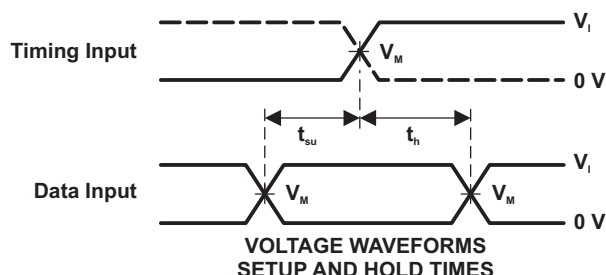 V_I
Timing Input
V_M
0 V
t_su
t_h
V_I
Data Input
V_M
V_M
0 V
VOLTAGE WAVEFORMS
SETUP AND HOLD TIMES